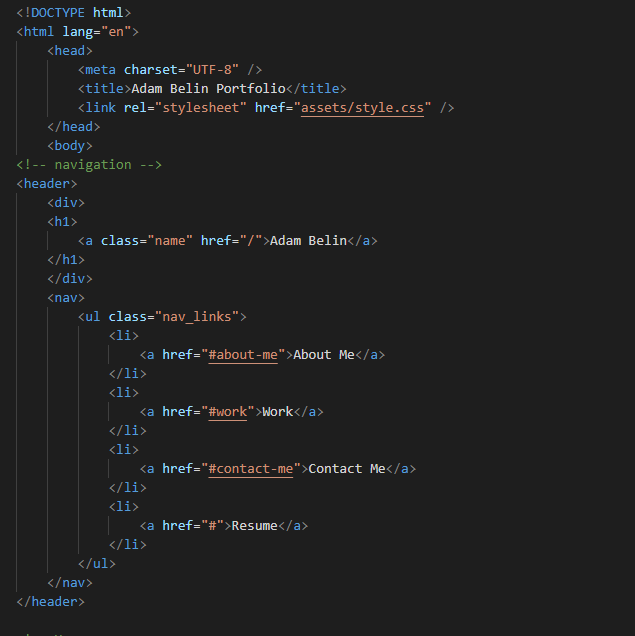 <!DOCTYPE html>
<html lang="en">
    <head>
        <meta charset="UTF-8" />
        <title>Adam Belin Portfolio</title>
        <link rel="stylesheet" href="assets/style.css" />
    </head>
    <body>
<!-- navigation -->
<header>
    <div>
    <h1>
        <a class="name" href="/">Adam Belin</a>
    </h1>
    </div>
    <nav>
        <ul class="nav_links">
            <li>
                <a href="#about-me">About Me</a>
            </li>
            <li>
                <a href="#work">Work</a>
            </li>
            <li>
                <a href="#contact-me">Contact Me</a>
            </li>
            <li>
                <a href="#">Resume</a>
            </li>
        </ul>
    </nav>
</header>